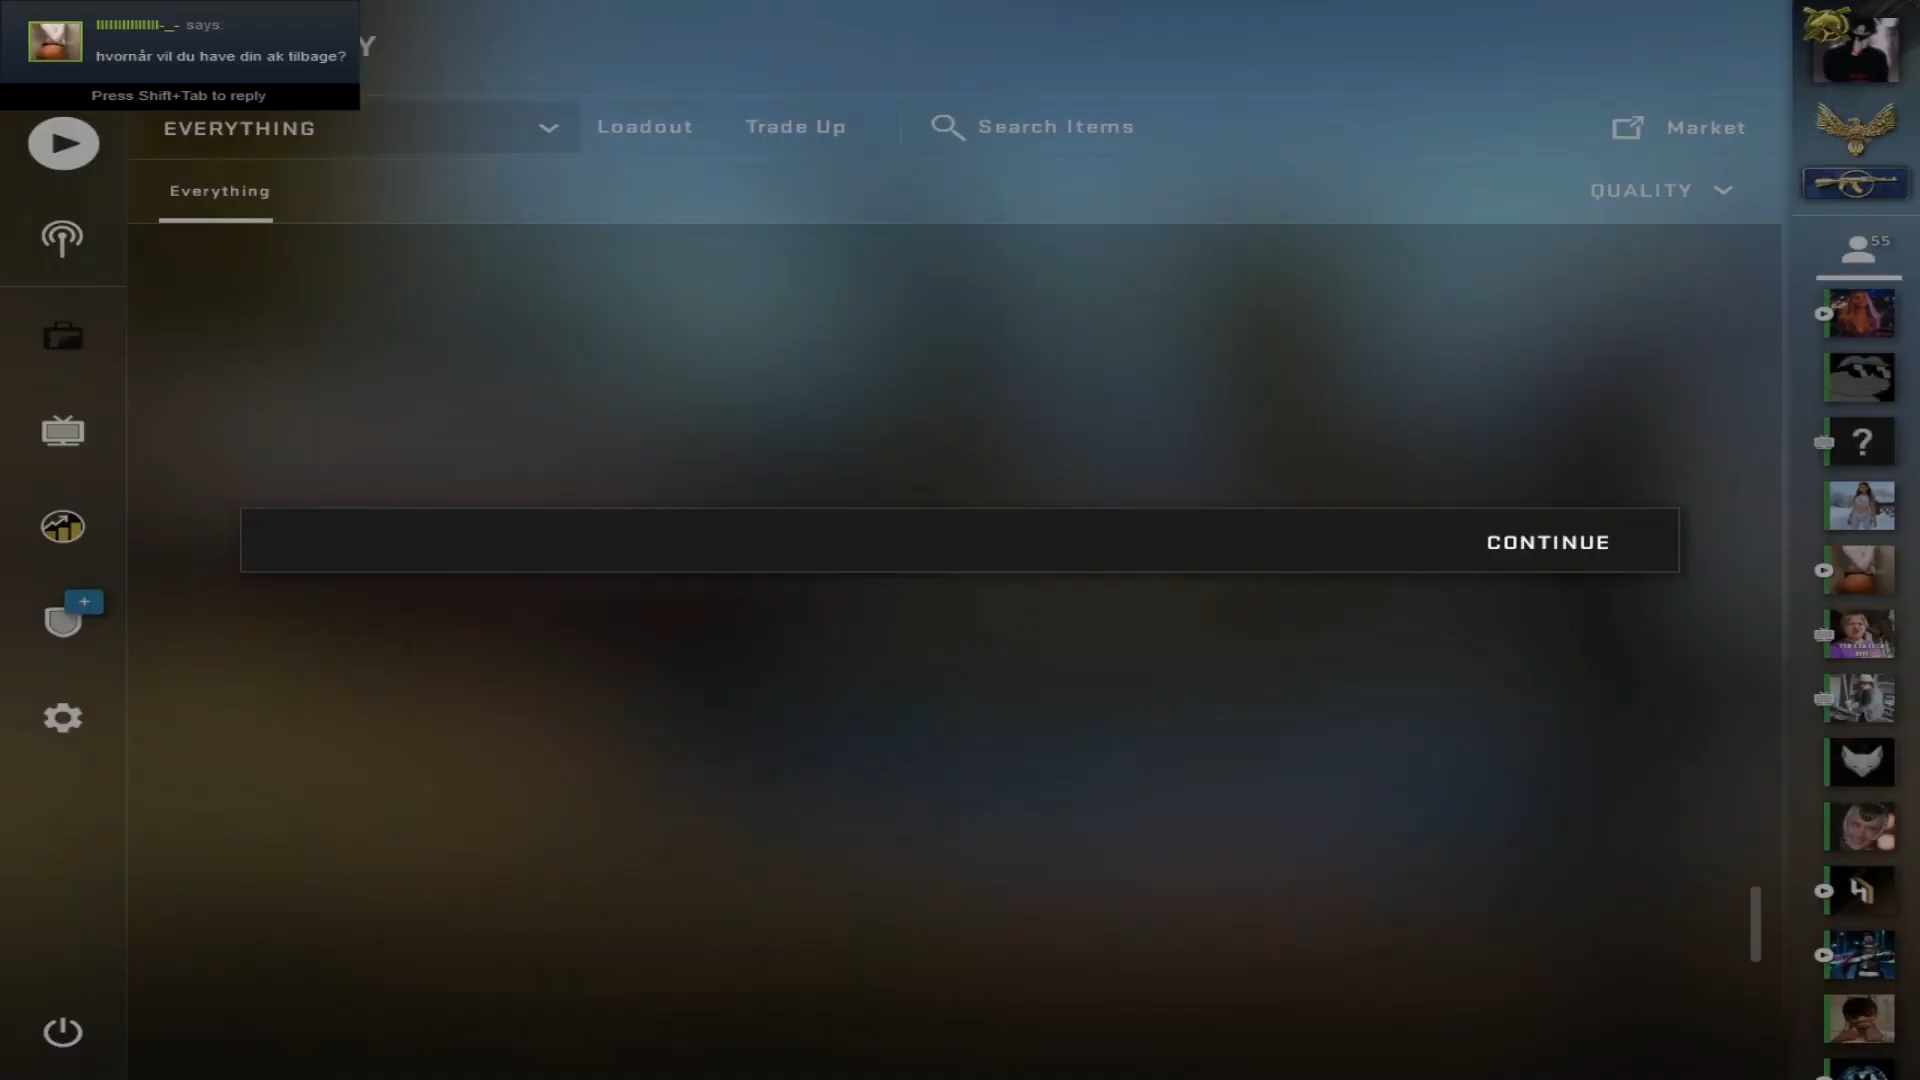 says:
hvornår vil du have din ak tilbage?
Press Shift+Tab to reply
Y
EVERYTHING
Loadout
Trade Up
Search Items
Market
Everything
QUALITY
55
?
+
CONTINUE